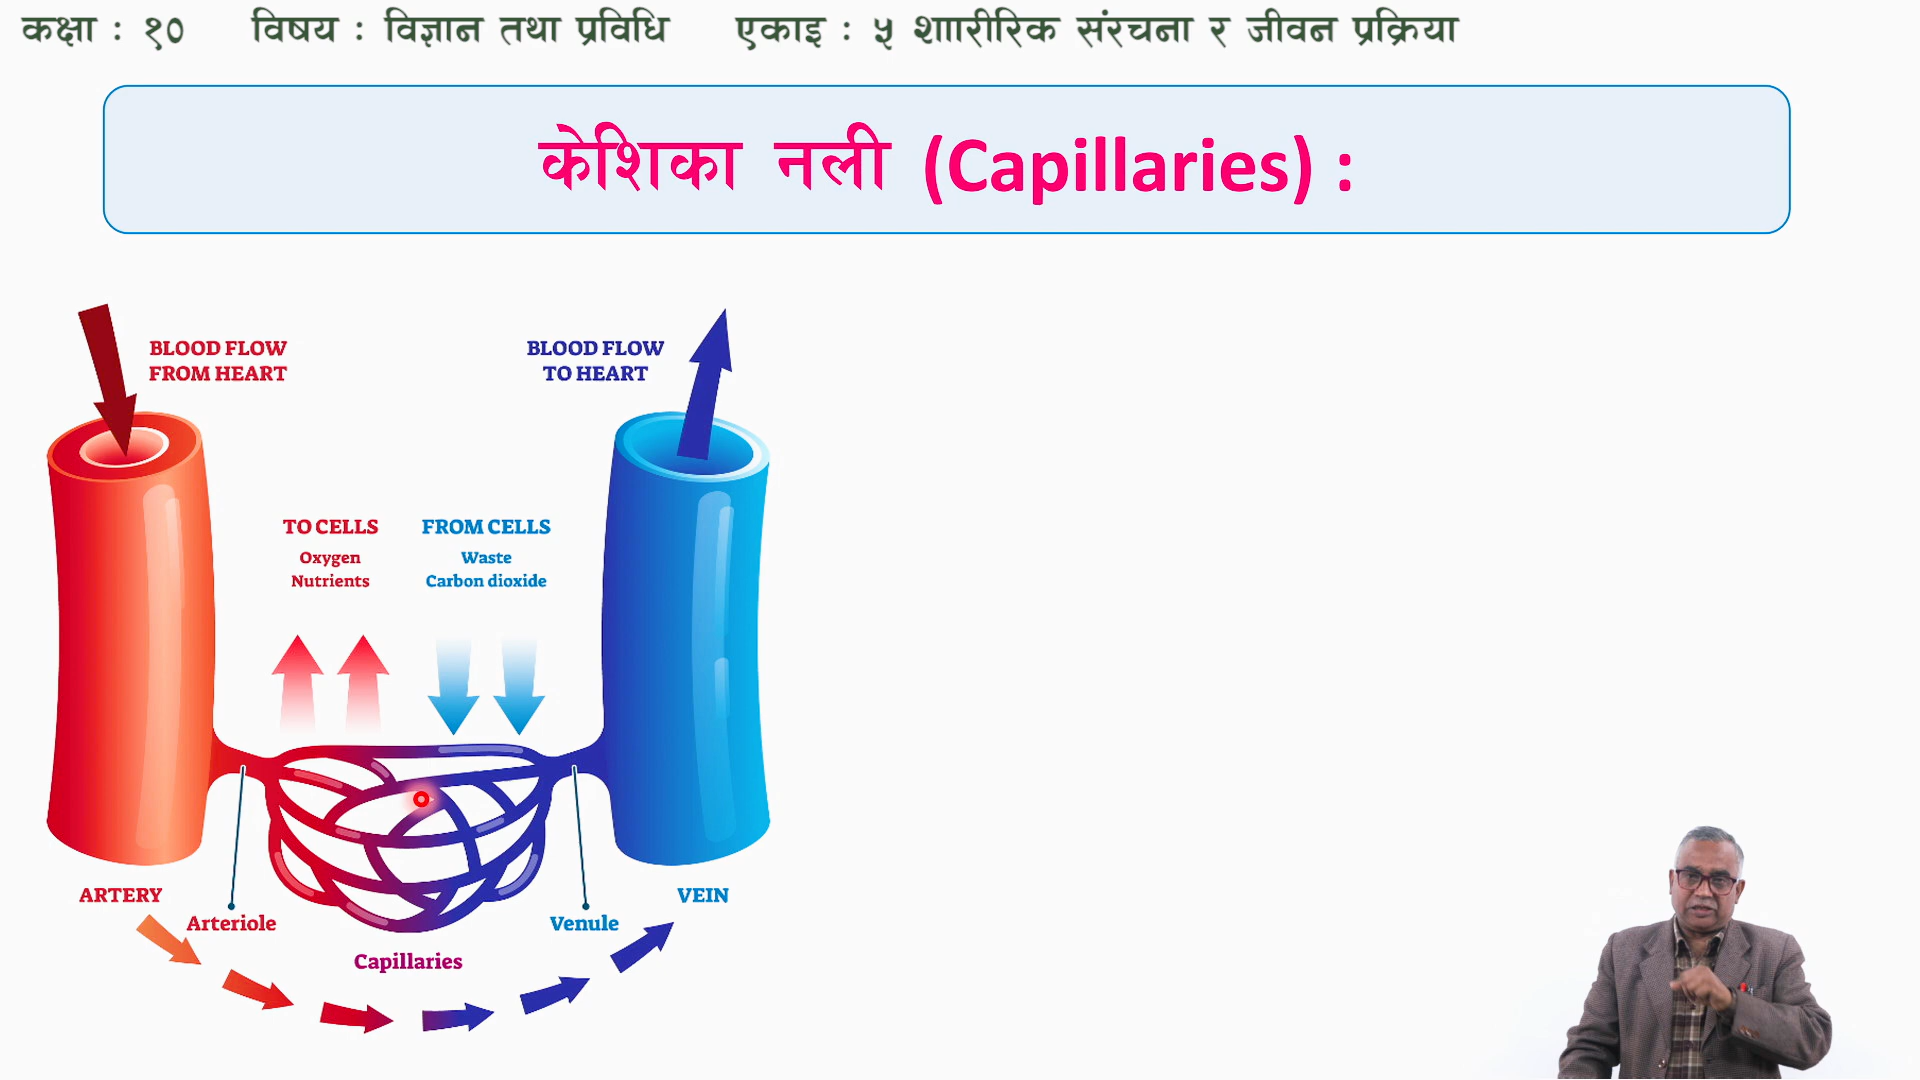 कक्षा : १० विषय : विज्ञान तथा प्रविधि एकाइ : ५ शाारीरिक संरचना र जीवन प्रक्रिया
केशिका नली (Capillaries) :
BLOOD FLOW
FROM HEART
BLOOD FLOW
TO HEART
TO CELLS
Oxygen
Nutrients
FROM CELLS
Waste
Carbon dioxide
ARTERY
Arteriole
Capillaries
Venule
VEIN